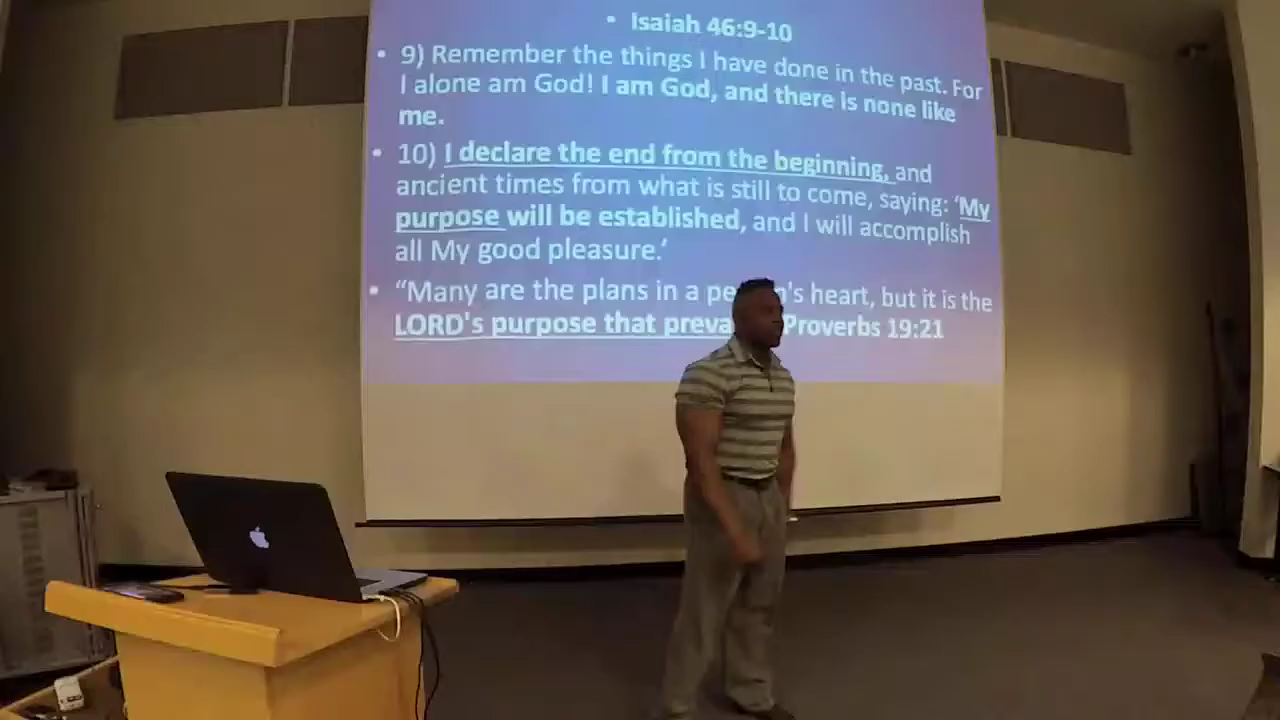 • Isaiah 46:9-10
• 9) Remember the things I have done in the past. For
I alone am God! I am God, and there is none like
me.
• 10) I declare the end from the beginning, and
ancient times from what is still to come, saying: ‘My
purpose will be established, and I will accomplish
all My good pleasure.’
• “Many are the plans in a pe 's heart, but it is the
LORD's purpose that preva Proverbs 19:21